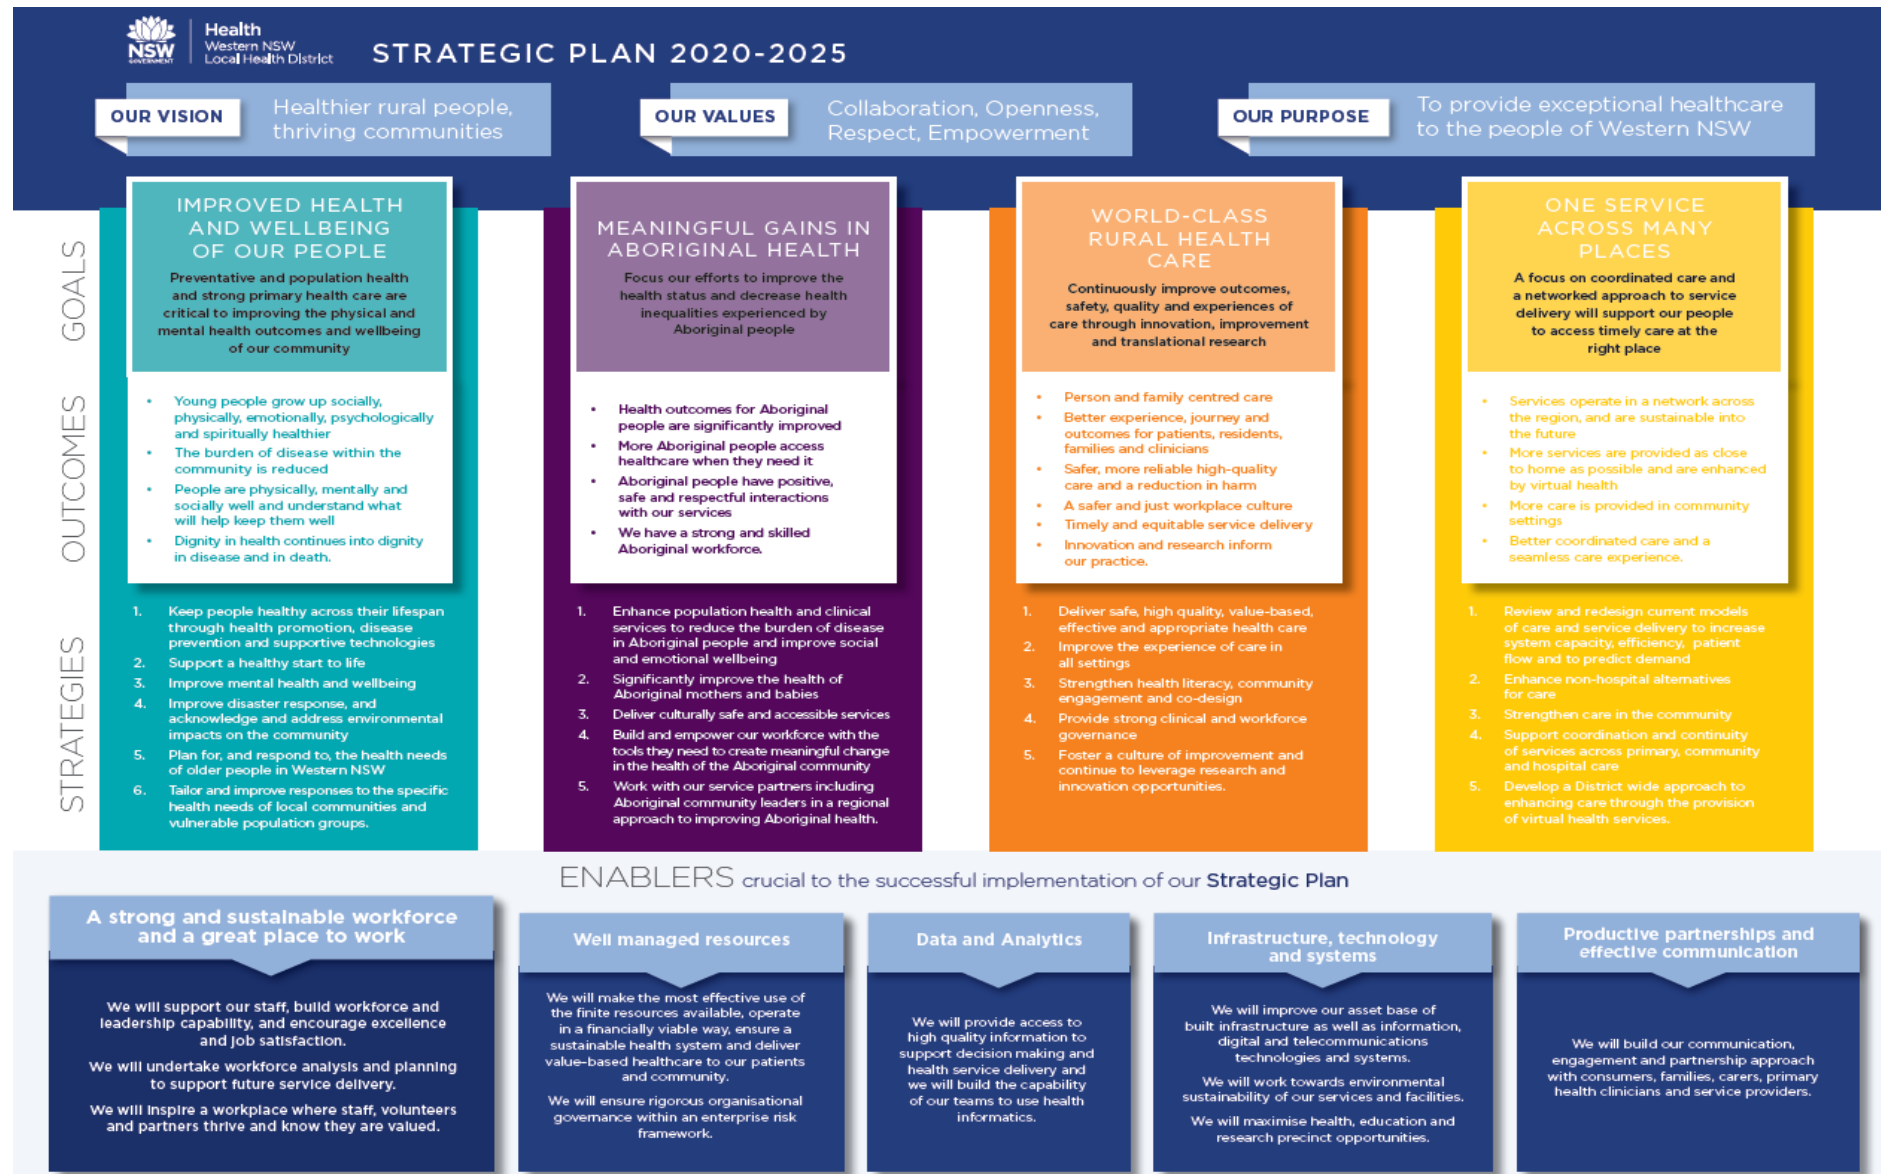 NSW
GOVERNMENT
Health
Western NSW
Local Health District
STRATEGIC PLAN 2020-2025
OUR VISION
Healthier rural people,
thriving communities
OUR VALUES
Collaboration, Openness,
Respect, Empowerment
OUR PURPOSE
To provide exceptional healthcare
to the people of Western NSW
GOALS
IMPROVED HEALTH
AND WELLBEING
OF OUR PEOPLE
Preventative and population health
and strong primary health care are
critical to improving the physical and
mental health outcomes and wellbeing
of our community
MEANINGFUL GAINS IN
ABORIGINAL HEALTH
Focus our efforts to improve the
health status and decrease health
inequalities experienced by
Aboriginal people
WORLD-CLASS
RURAL HEALTH
CARE
Continuously improve outcomes,
safety, quality and experiences of
care through innovation, improvement
and translational research
ONE SERVICE
ACROSS MANY
PLACES
A focus on coordinated care and
a networked approach to service
delivery will support our people
to access timely care at the
right place
OUTCOMES
• Young people grow up socially,
physically, emotionally, psychologically
and spiritually healthier
• The burden of disease within the
community is reduced
• People are physically, mentally and
socially well and understand what
will help keep them well
• Dignity in health continues into dignity
in disease and in death.
• Health outcomes for Aboriginal
people are significantly improved
• More Aboriginal people access
healthcare when they need it
• Aboriginal people have positive,
safe and respectful interactions
with our services
• We have a strong and skilled
Aboriginal workforce.
• Person and family centred care
• Better experience, journey and
outcomes for patients, residents,
families and clinicians
• Safer, more reliable high-quality
care and a reduction in harm
• A safer and just workplace culture
• Timely and equitable service delivery
• Innovation and research inform
our practice.
• Services operate in a network across
the region, and are sustainable into
the future
• More services are provided as close
to home as possible and are enhanced
by virtual health
• More care is provided in community
settings
• Better coordinated care and a
seamless care experience.
STRATEGIES
1. Keep people healthy across their lifespan
through health promotion, disease
prevention and supportive technologies
2. Support a healthy start to life
3. Improve mental health and wellbeing
4. Improve disaster response, and
acknowledge and address environmental
impacts on the community
5. Plan for, and respond to, the health needs
of older people in Western NSW
6. Tailor and improve responses to the specific
health needs of local communities and
vulnerable population groups.
1. Enhance population health and clinical
services to reduce the burden of disease
in Aboriginal people and improve social
and emotional wellbeing
2. Significantly improve the health of
Aboriginal mothers and babies
3. Deliver culturally safe and accessible services
4. Build and empower our workforce with the
tools they need to create meaningful change
in the health of the Aboriginal community
5. Work with our service partners including
Aboriginal community leaders in a regional
approach to improving Aboriginal health.
1. Deliver safe, high quality, value-based,
effective and appropriate health care
2. Improve the experience of care in
all settings
3. Strengthen health literacy, community
engagement and co-design
4. Provide strong clinical and workforce
governance
5. Foster a culture of improvement and
continue to leverage research and
innovation opportunities.
1. Review and redesign current models
of care and service delivery to increase
system capacity, efficiency, patient
flow and to predict demand
2. Enhance non-hospital alternatives
for care
3. Strengthen care in the community
4. Support coordination and continuity
of services across primary, community
and hospital care
5. Develop a District wide approach to
enhancing care through the provision
of virtual health services.
ENABLERS crucial to the successful implementation of our Strategic Plan
A strong and sustainable workforce
and a great place to work
We will support our staff, build workforce and
leadership capability, and encourage excellence
and job satisfaction.
We will undertake workforce analysis and planning
to support future service delivery.
We will inspire a workplace where staff, volunteers
and partners thrive and know they are valued.
Well managed resources
We will make the most effective use of
the finite resources available, operate
in a financially viable way, ensure a
sustainable health system and deliver
value-based healthcare to our patients
and community.
We will ensure rigorous organisational
governance within an enterprise risk
framework.
Data and Analytics
We will provide access to
high quality information to
support decision making and
health service delivery and
we will build the capability
of our teams to use health
informatics.
Infrastructure, technology
and systems
We will improve our asset base of
built infrastructure as well as information,
digital and telecommunications
technologies and systems.
We will work towards environmental
sustainability of our services and facilities.
We will maximise health, education and
research precinct opportunities.
Productive partnerships and
effective communication
We will build our communication,
engagement and partnership approach
with consumers, families, carers, primary
health clinicians and service providers.